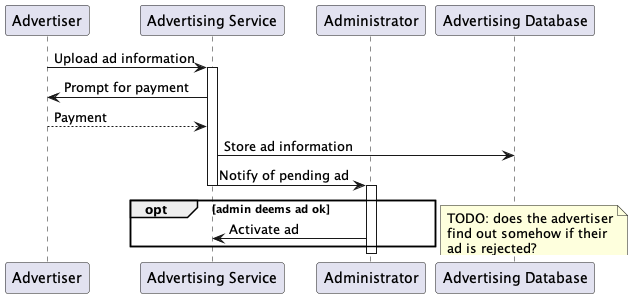 Advertiser
Advertising Service
Administrator
Advertising Database
Upload ad information
Prompt for payment
Payment
Store ad information
Notify of pending ad
opt
[admin deems ad ok]
Activate ad
TODO: does the advertiser
find out somehow if their
ad is rejected?
Advertiser
Advertising Service
Administrator
Advertising Database